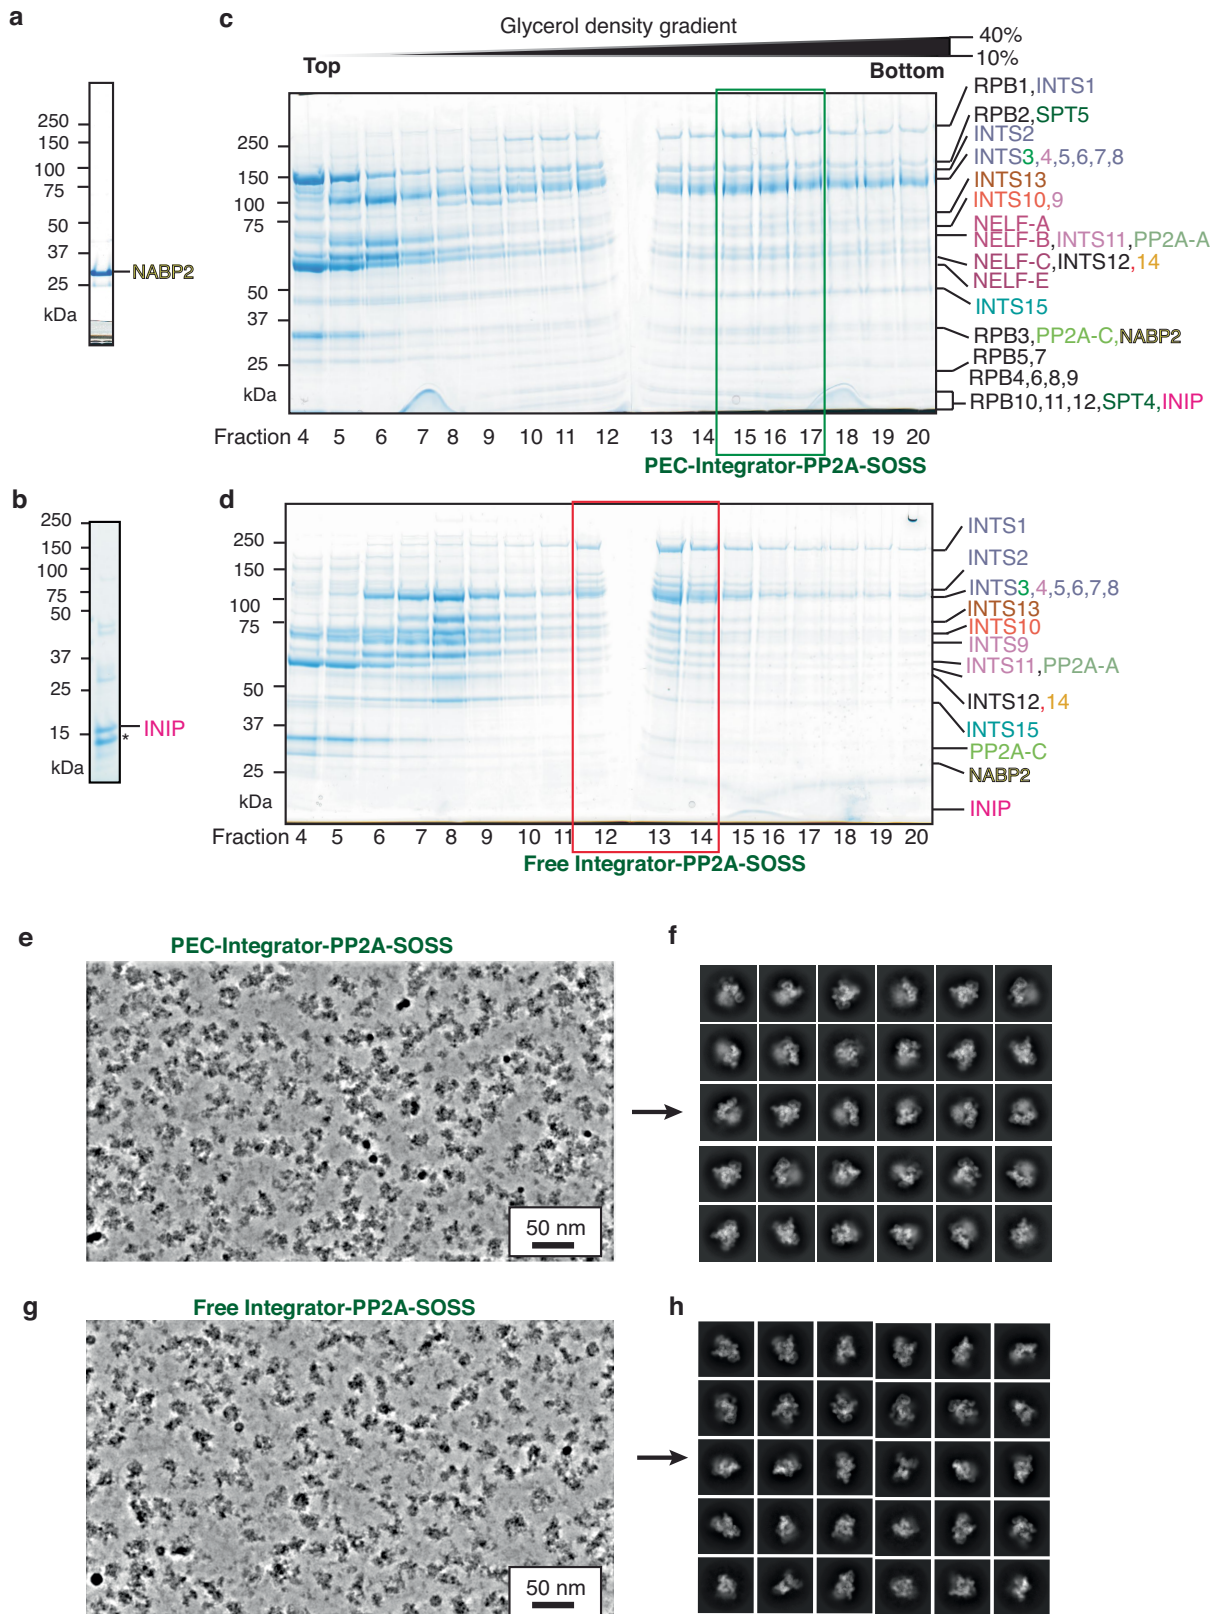 a
250
150
100
75
50
37
25
kDa
NABP2
c
Glycerol density gradient
40%
10%
Top
Bottom
250
150
100
75
50
37
25
kDa
RPB1,INTS1
RPB2,SPT5
INTS2
INTS3,4,5,6,7,8
INTS13
INTS10,9
NELF-A
NELF-B,INTS11,PP2A-A
NELF-C,INTS12,14
NELF-E
INTS15
RPB3,PP2A-C,NABP2
RPB5,7
RPB4,6,8,9
RPB10,11,12,SPT4,INIP
Fraction 4 5 6 7 8 9 10 11 12 13 14 15 16 17 18 19 20
PEC-Integrator-PP2A-SOSS
b
250
150
100
75
50
37
25
15
kDa
INIP
*
d
250
150
100
75
50
37
25
kDa
INTS1
INTS2
INTS3,4,5,6,7,8
INTS13
INTS10
INTS9
INTS11,PP2A-A
INTS12,14
INTS15
PP2A-C
NABP2
INIP
Fraction 4 5 6 7 8 9 10 11 12 13 14 15 16 17 18 19 20
Free Integrator-PP2A-SOSS
e
PEC-Integrator-PP2A-SOSS
50 nm
f
g
Free Integrator-PP2A-SOSS
50 nm
h